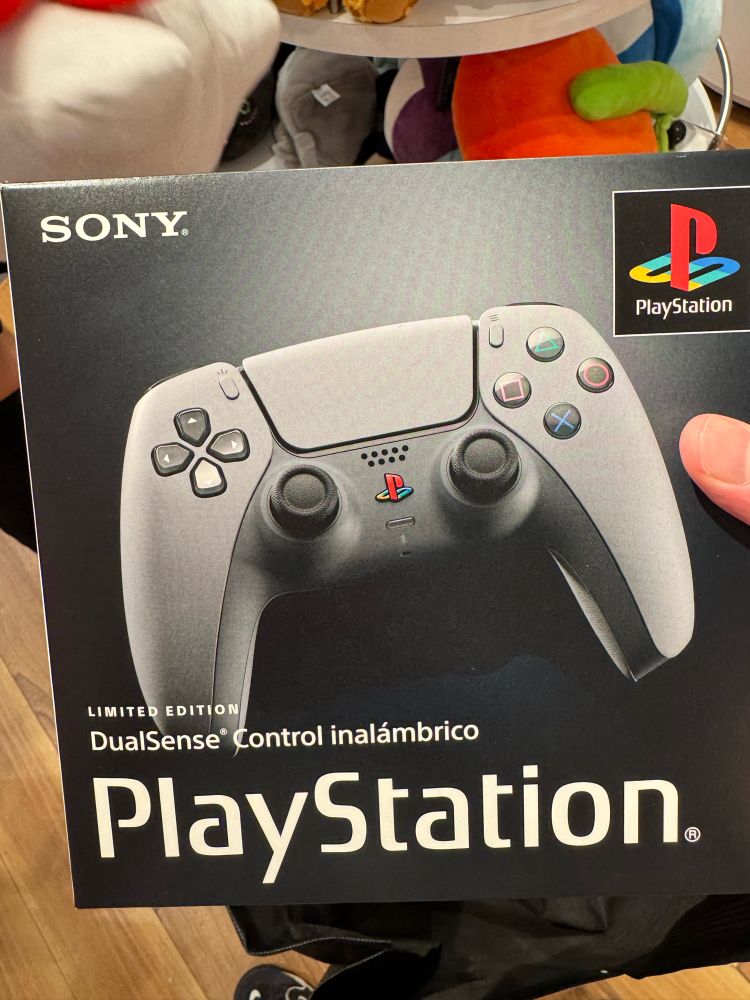 SONY®
PlayStation
LIMITED EDITION
DualSense® Control inalámbrico
PlayStation®